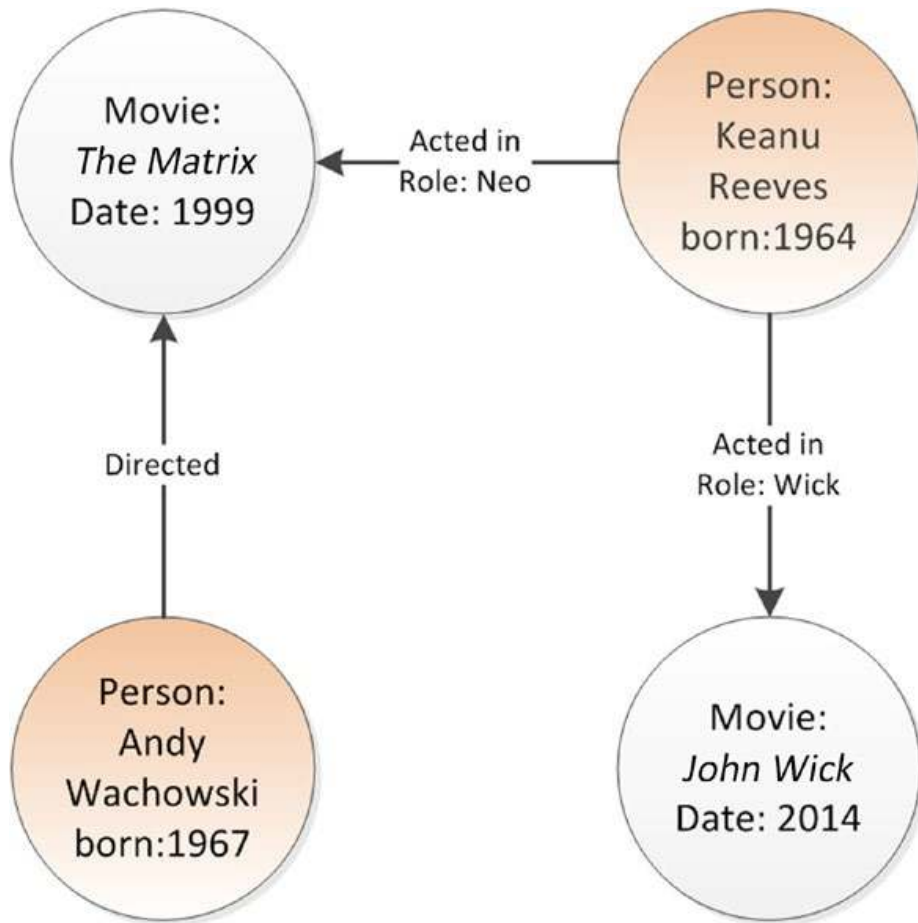 Movie:
The Matrix
Date: 1999
Acted in
Role: Neo
Person:
Keanu
Reeves
born:1964
Directed
Acted in
Role: Wick
Person:
Andy
Wachowski
born:1967
Movie:
John Wick
Date: 2014